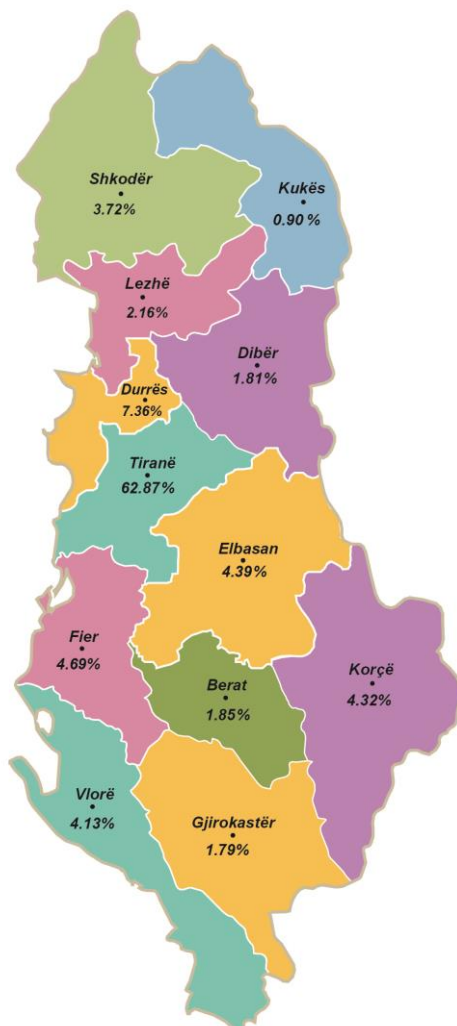 Shkodër
3.72%
Kukës
0.90 %
Lezhë
2.16%
Dibër
1.81%
Durrës
7.36%
Tiranë
62.87%
Elbasan
4.39%
Fier
4.69%
Korçë
4.32%
Berat
1.85%
Vlorë
4.13%
Gjirokastër
1.79%